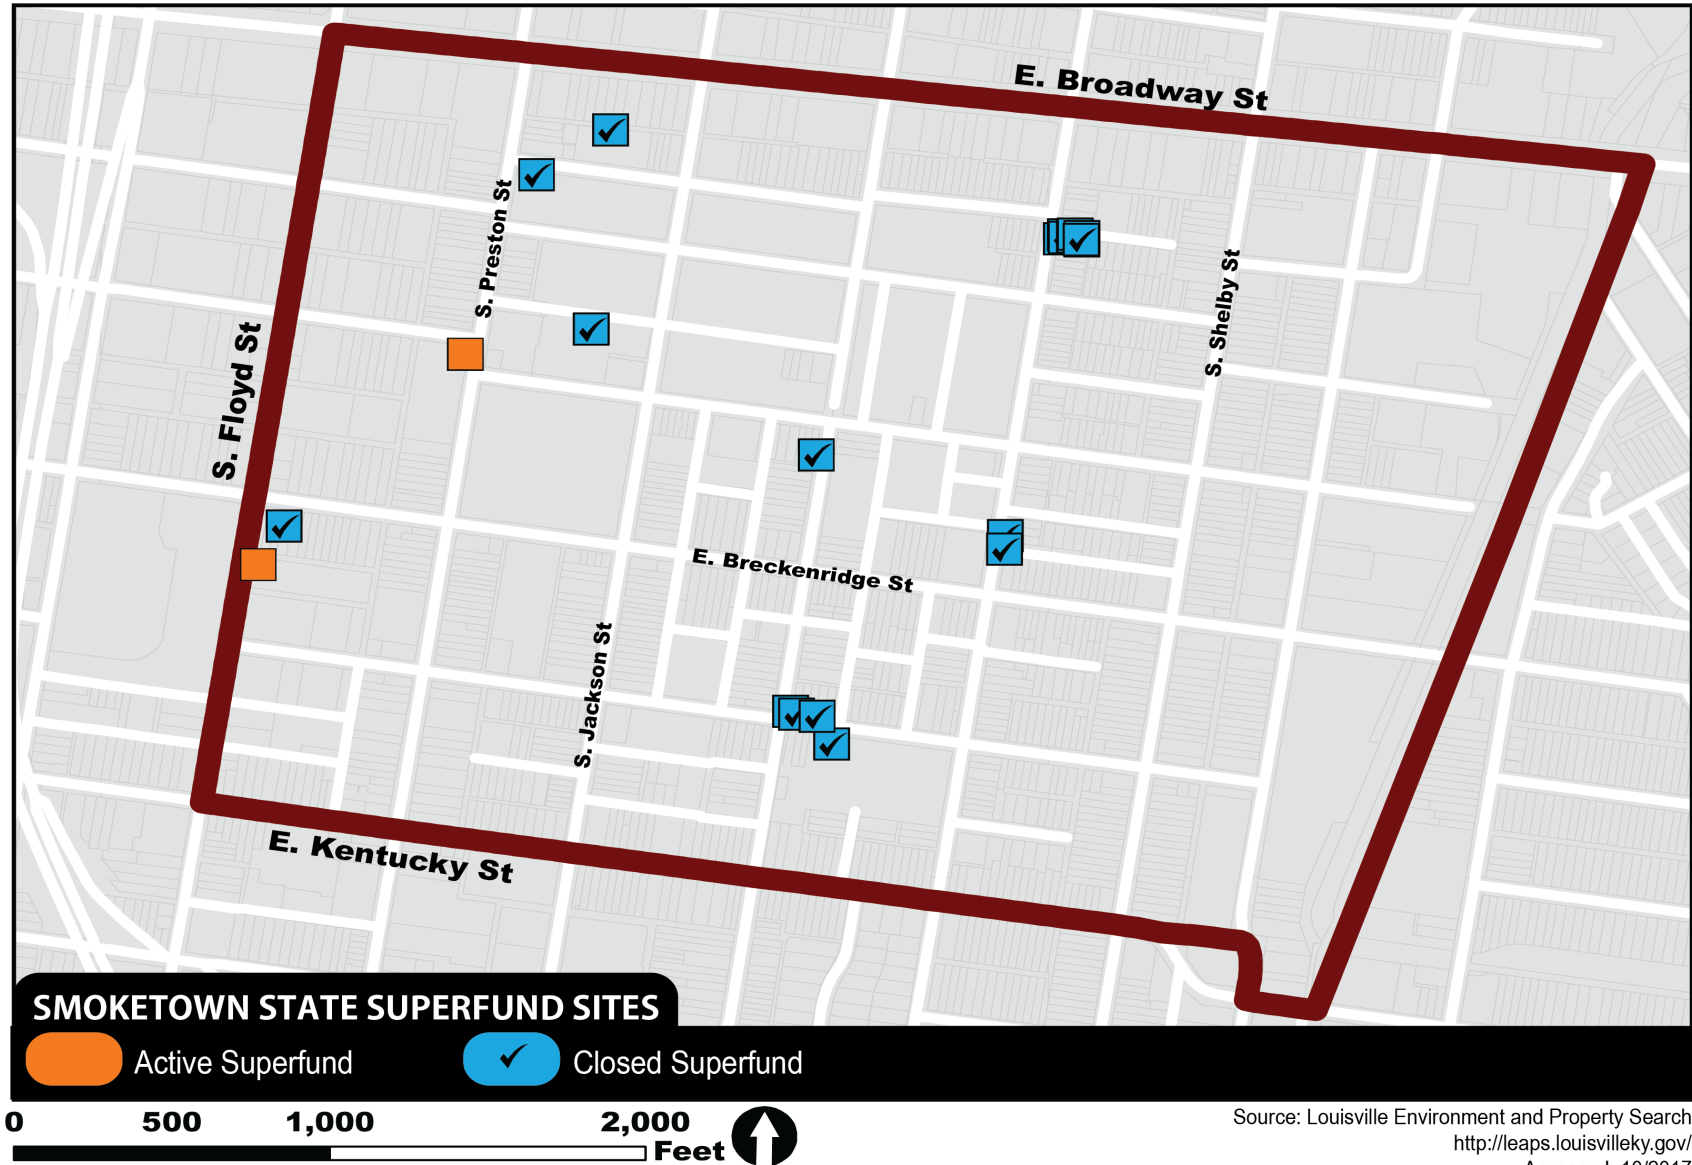 E. Broadway St
S. Preston St
S. Shelby St
S. Floyd St
E. Breckenridge St
S. Jackson St
E. Kentucky St
SMOKETOWN STATE SUPERFUND SITES
Active Superfund
Closed Superfund
0 500 1,000 2,000
Feet
Source: Louisville Environment and Property Search
http://leaps.louisvilleky.gov/